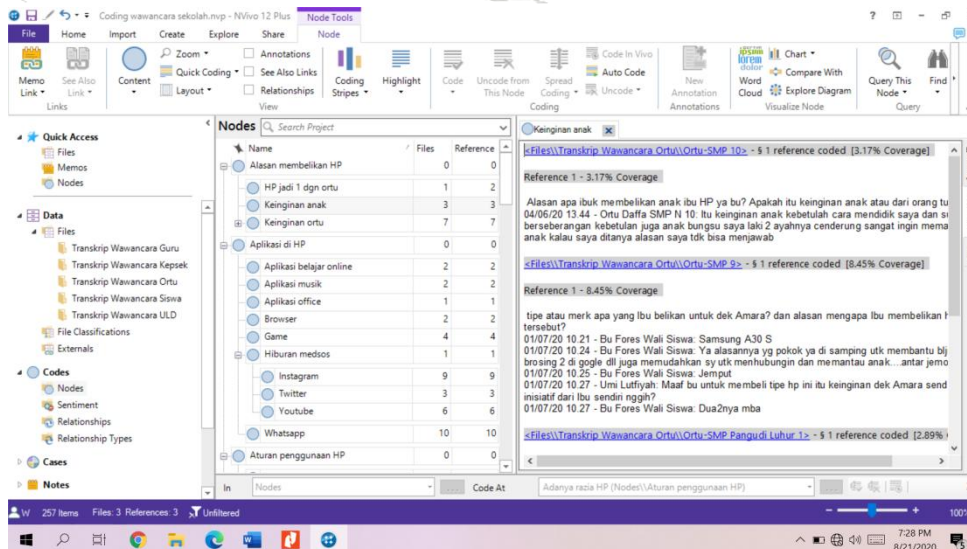 Coding wawancara sekolah.nvp - NVivo 12 Plus
Node Tools
File Home Import Create Explore Share Node
Memo Link
See Also Link
Links
Content
Zoom
Quick Coding
Layout
Annotations
See Also Links
Relationships
View
Coding Stripes
Highlight
Code
Uncode from This Node
Spread Coding
Code In Vivo
Auto Code
Uncode
Coding
New Annotation
Annotations
Word Cloud
Chart
Compare With
Explore Diagram
Visualize Node
Query This Node
Find
Query
Quick Access
Files
Memos
Nodes
Data
Files
Transkrip Wawancara Guru
Transkrip Wawancara Kepsek
Transkrip Wawancara Ortu
Transkrip Wawancara Siswa
Transkrip Wawancara ULD
File Classifications
Externals
Codes
Nodes
Sentiment
Relationships
Relationship Types
Cases
Notes
Nodes Search Project
Name Files Reference
Alasan membelikan HP 0 0
HP jadi 1 dgn ortu 1 2
Keinginan anak 3 3
Keinginan ortu 7 7
Aplikasi di HP 0 0
Aplikasi belajar online 2 2
Aplikasi musik 2 2
Aplikasi office 1 1
Browser 2 2
Game 4 4
Hiburan medsos 1 1
Instagram 9 9
Twitter 3 3
Youtube 6 6
Whatsapp 10 10
Aturan penggunaan HP 0 0
Keinginan anak
<Files\\Transkrip Wawancara Ortu\\Ortu-SMP 10> - § 1 reference coded [3.17% Coverage]
Reference 1 - 3.17% Coverage
Alasan apa ibuk membelikan anak ibu HP ya bu? Apakah itu keinginan anak atau dari orang tu
04/06/20 13.44 - Ortu Daffa SMP N 10: Itu keinginan anak kebetulah cara mendidik saya dan su
berseberangan kebetulan juga anak bungsu saya laki 2 ayahnya cenderung sangat ingin mema
anak kalau saya ditanya alasan saya tdk bisa menjawab
<Files\\Transkrip Wawancara Ortu\\Ortu-SMP 9> - § 1 reference coded [8.45% Coverage]
Reference 1 - 8.45% Coverage
tipe atau merk apa yang Ibu belikan untuk dek Amara? dan alasan mengapa Ibu membelikan
tersebut?
01/07/20 10.21 - Bu Fores Wali Siswa: Samsung A30 S
01/07/20 10.24 - Bu Fores Wali Siswa: Ya alasannya yg pokok ya di samping utk membantu blj
brosing 2 di gogle dll juga memudahkan sy utk menhubungin dan memantau anak....antar jemo
01/07/20 10.25 - Bu Fores Wali Siswa: Jemput
01/07/20 10.27 - Umi Lutfiyah: Maaf bu untuk membeli tipe hp ini itu keinginan dek Amara send
inisiatif dari Ibu sendiri nggih?
01/07/20 10.27 - Bu Fores Wali Siswa: Dua2nya mba
<Files\\Transkrip Wawancara Ortu\\Ortu-SMP Pangudi Luhur 1> - § 1 reference coded [2.89%
In Nodes Code At Adanya razia HP (Nodes\\Aturan penggunaan HP)
W 257 Items Files: 3 References: 3 Unfiltered 100%
7:28 PM
8/21/2020